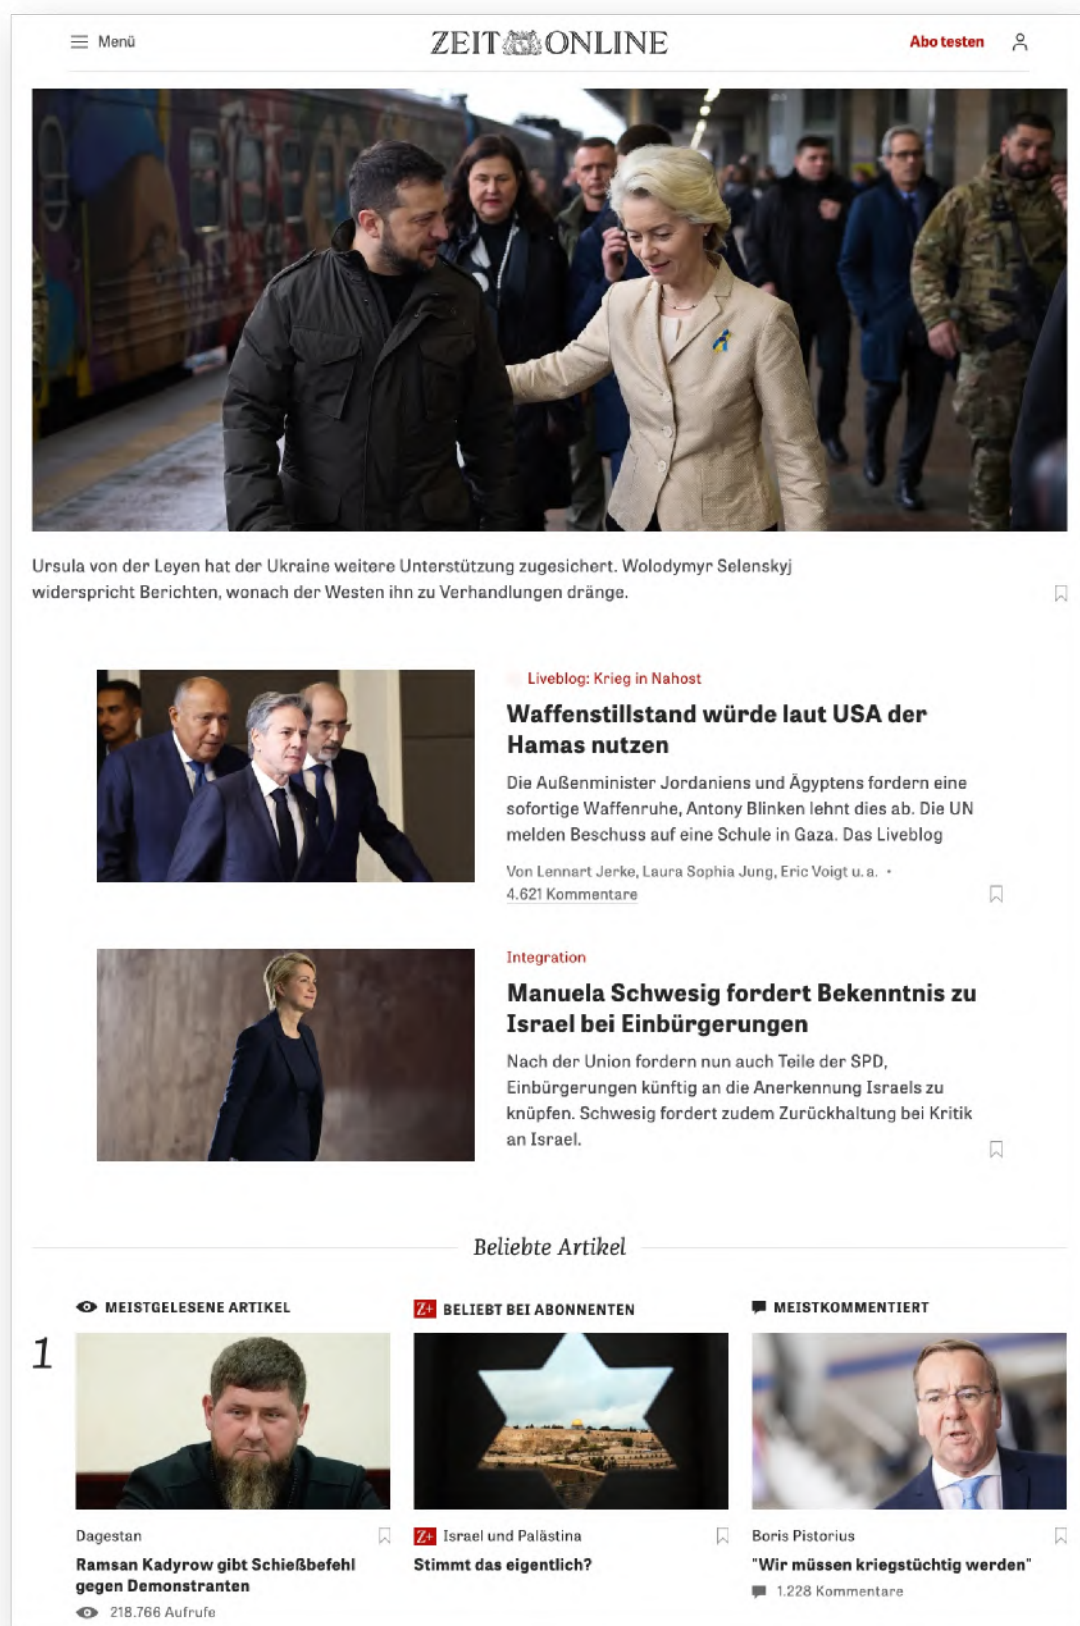 Menü
ZEIT ONLINE
Abo testen
Ursula von der Leyen hat der Ukraine weitere Unterstützung zugesichert. Wolodymyr Selenskyj
widerspricht Berichten, wonach der Westen ihn zu Verhandlungen dränge.
Liveblog: Krieg in Nahost
Waffenstillstand würde laut USA der
Hamas nutzen
Die Außenminister Jordaniens und Ägyptens fordern eine
sofortige Waffenruhe, Antony Blinken lehnt dies ab. Die UN
melden Beschuss auf eine Schule in Gaza. Das Liveblog
Von Lennart Jerke, Laura Sophia Jung, Eric Voigt u. a. •
4.621 Kommentare
Integration
Manuela Schwesig fordert Bekenntnis zu
Israel bei Einbürgerungen
Nach der Union fordern nun auch Teile der SPD,
Einbürgerungen künftig an die Anerkennung Israels zu
knüpfen. Schwesig fordert zudem Zurückhaltung bei Kritik
an Israel.
Beliebte Artikel
MEISTGELESENE ARTIKEL
1
Dagestan
Ramsan Kadyrow gibt Schießbefehl
gegen Demonstranten
218.766 Aufrufe
Z+ BELIEBT BEI ABONNENTEN
Z+ Israel und Palästina
Stimmt das eigentlich?
MEISTKOMMENTIERT
Boris Pistorius
"Wir müssen kriegstüchtig werden"
1.228 Kommentare